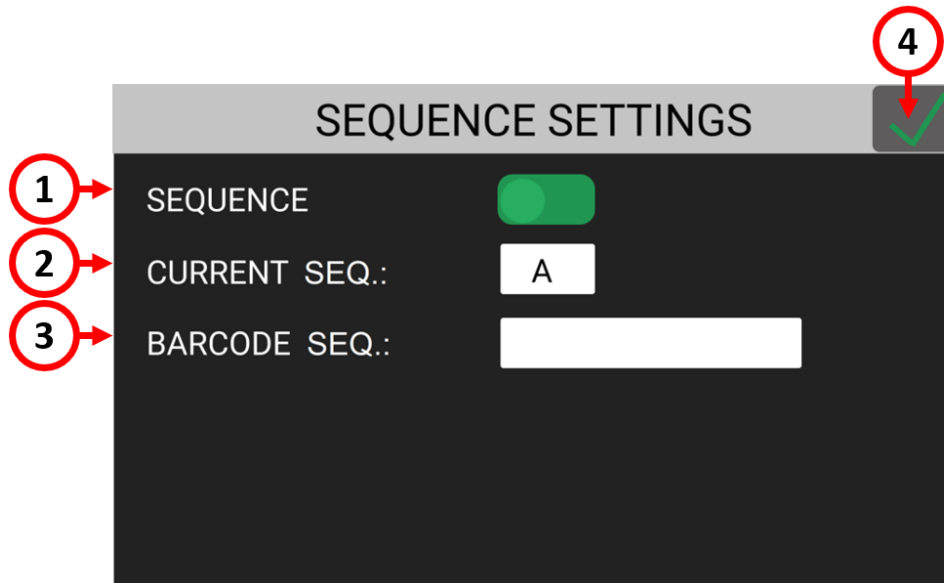 4
SEQUENCE SETTINGS
1 SEQUENCE
2 CURRENT SEQ.: A
3 BARCODE SEQ.: